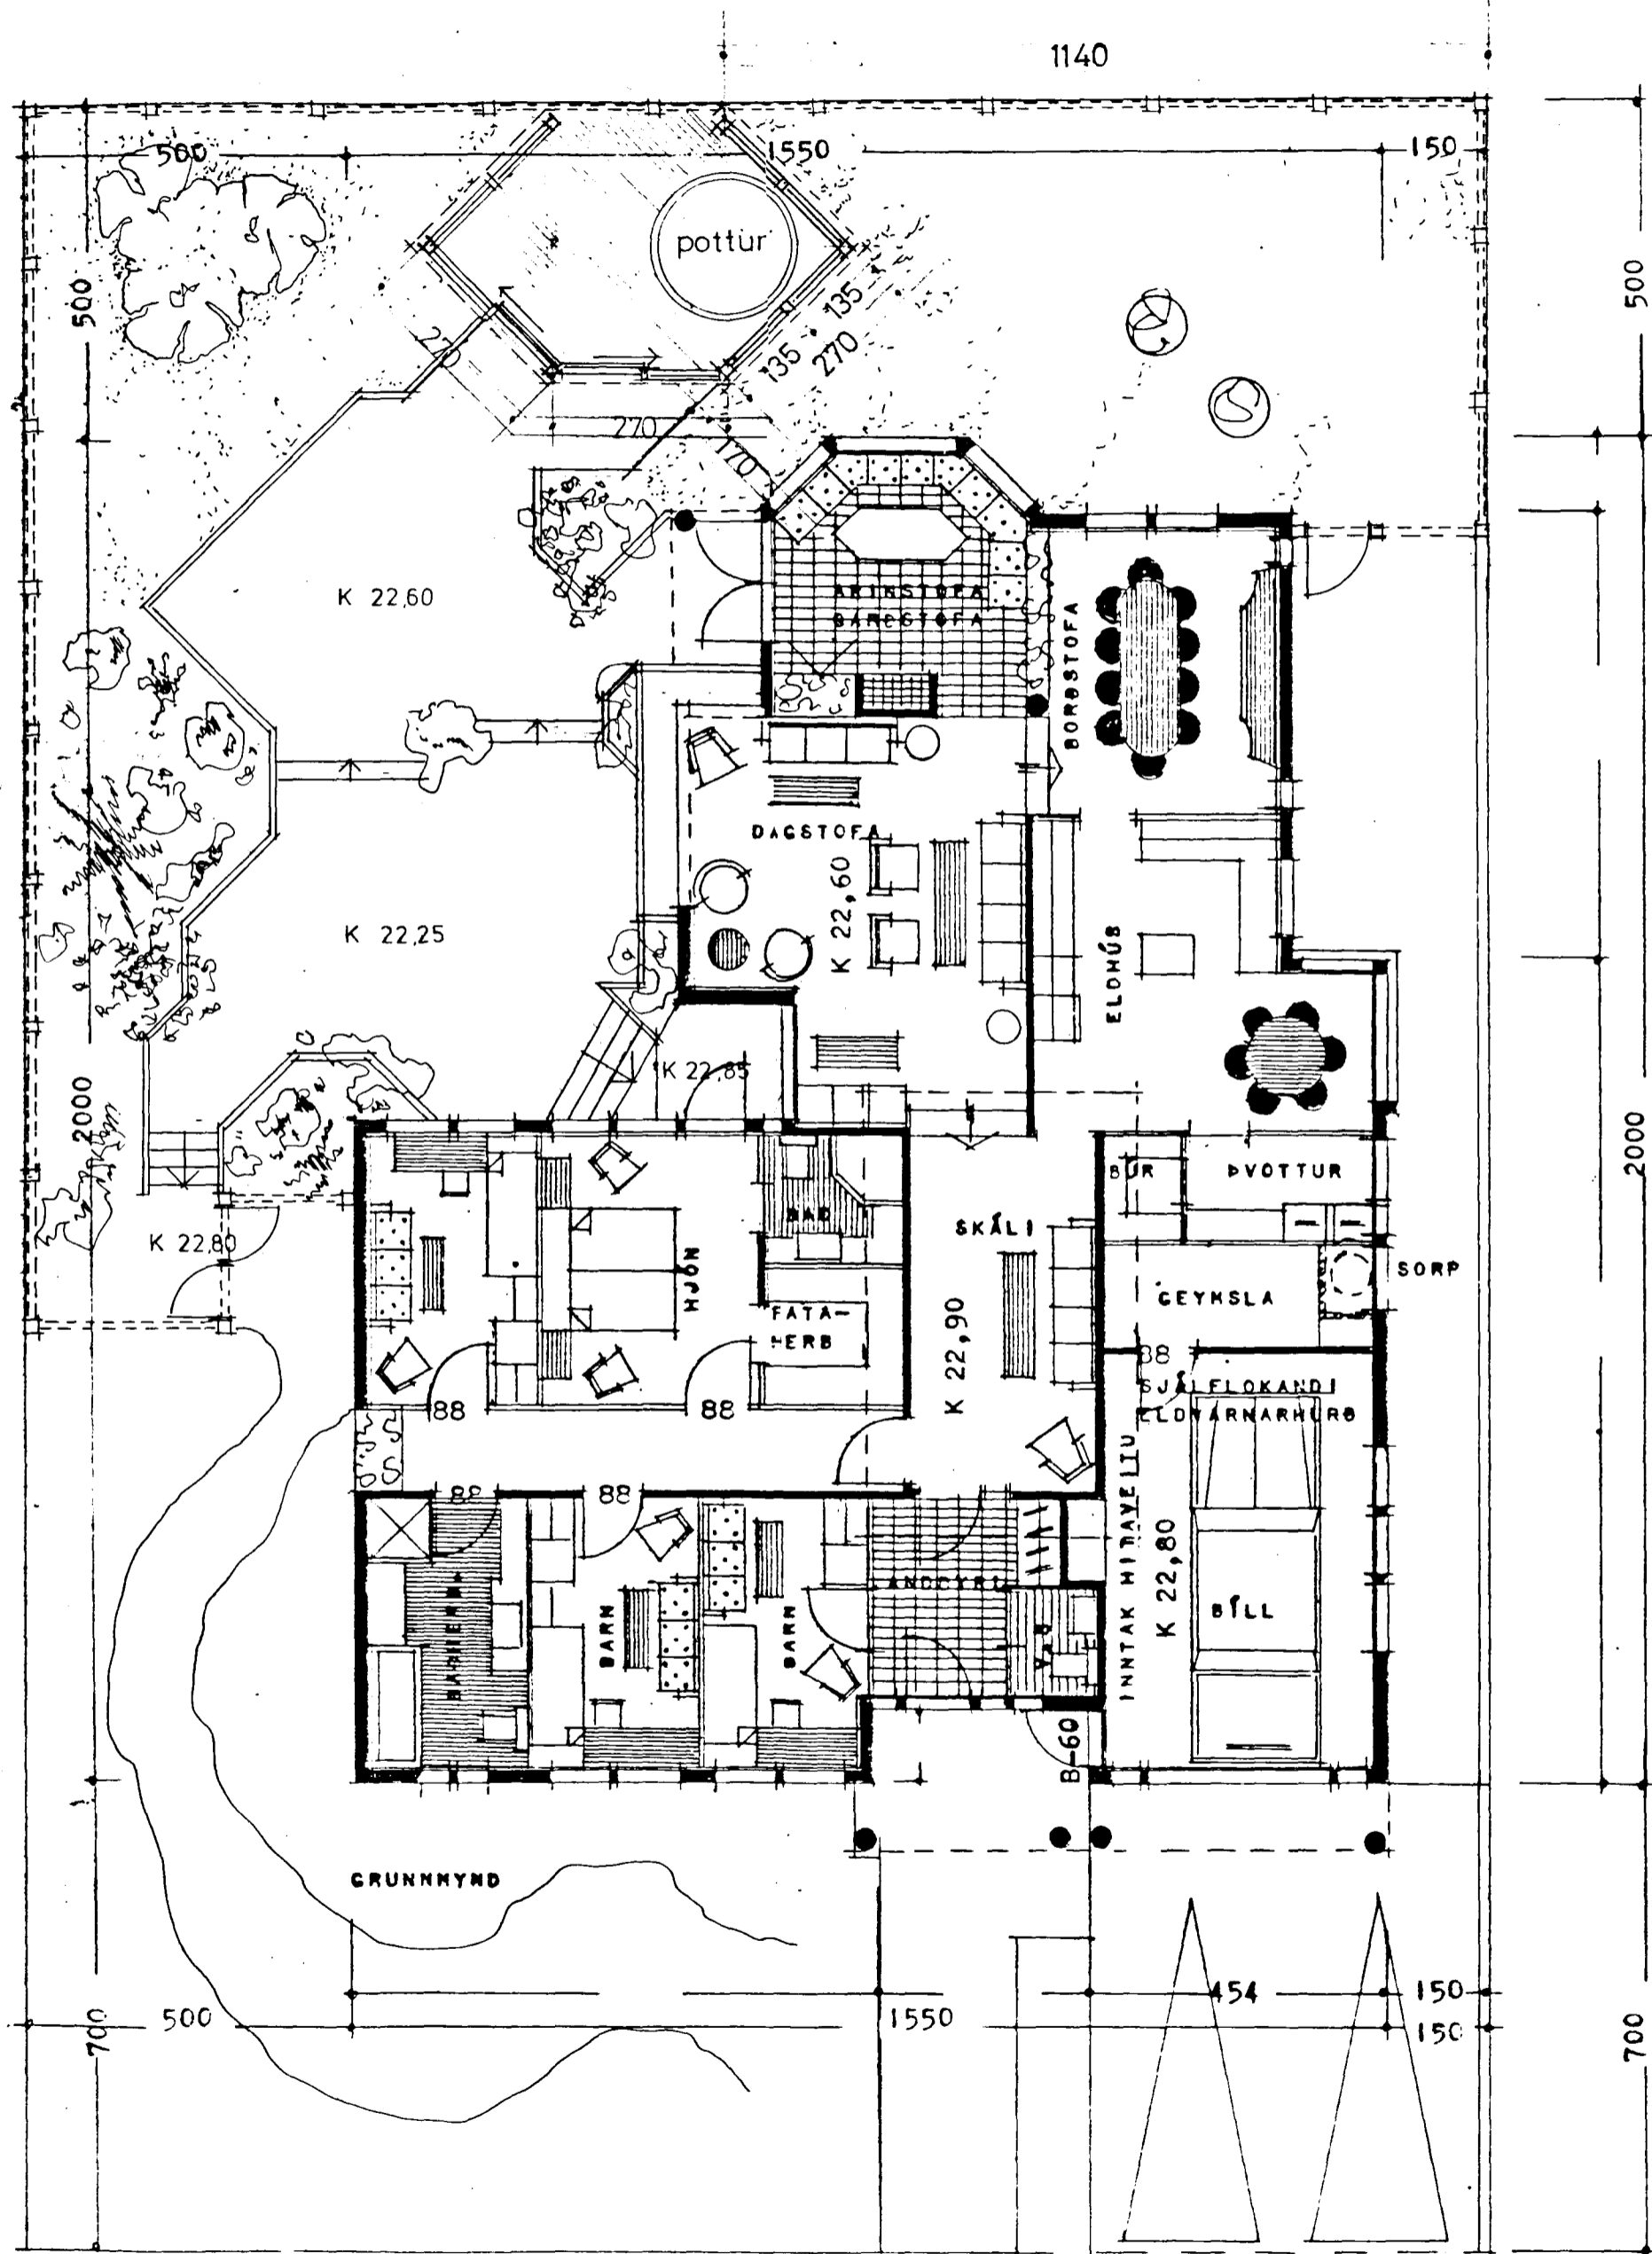 1140
500
1550
150
500
500
pottur
135
135
270
270
270
170
K 22,60
ARINSTOFA
GARÐSTOFA
BORÐSTOFA
DAGSTOFA
K 22,60
K 22,25
ELDHÚS
K 22,85
2000
2000
BÚR
ÞVOTTUR
BAÐ
SKÁLI
K 22,80
HJÓN
SORP
GEYMSLA
FATA-
HERB
K 22,90
88
SJÁLFLOKANDI
ELDVARNARHURÐ
88
88
88
88
INNTAK HITAVEITU
K 22,80
ANDDYRI
BAÐHERB
BARN
BARN
BÍLL
B-60
GRUNNMYND
454
150
500
1550
150
700
700